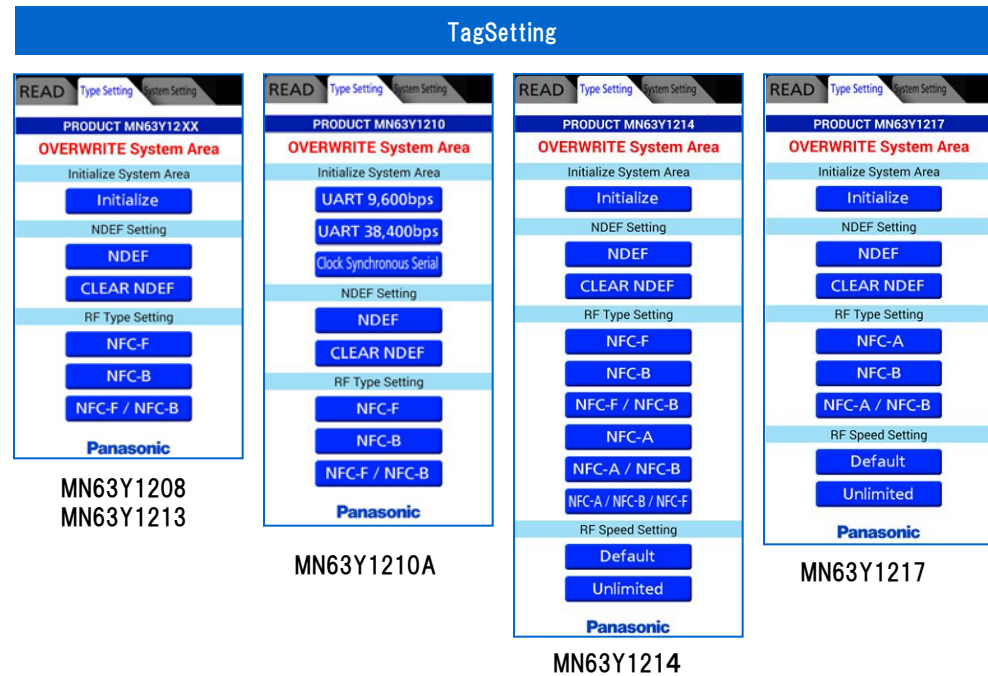 TagSetting
READ Type Setting System Setting
PRODUCT MN63Y12XX
OVERWRITE System Area
Initialize System Area
Initialize
NDEF Setting
NDEF
CLEAR NDEF
RF Type Setting
NFC-F
NFC-B
NFC-F / NFC-B
Panasonic
MN63Y1208
MN63Y1213
READ Type Setting System Setting
PRODUCT MN63Y1210
OVERWRITE System Area
Initialize System Area
UART 9,600bps
UART 38,400bps
Clock Synchronous Serial
NDEF Setting
NDEF
CLEAR NDEF
RF Type Setting
NFC-F
NFC-B
NFC-F / NFC-B
Panasonic
MN63Y1210A
READ Type Setting System Setting
PRODUCT MN63Y1214
OVERWRITE System Area
Initialize System Area
Initialize
NDEF Setting
NDEF
CLEAR NDEF
RF Type Setting
NFC-F
NFC-B
NFC-F / NFC-B
NFC-A
NFC-A / NFC-B
NFC-A / NFC-B / NFC-F
RF Speed Setting
Default
Unlimited
Panasonic
MN63Y1214
READ Type Setting System Setting
PRODUCT MN63Y1217
OVERWRITE System Area
Initialize System Area
Initialize
NDEF Setting
NDEF
CLEAR NDEF
RF Type Setting
NFC-A
NFC-B
NFC-A / NFC-B
RF Speed Setting
Default
Unlimited
Panasonic
MN63Y1217